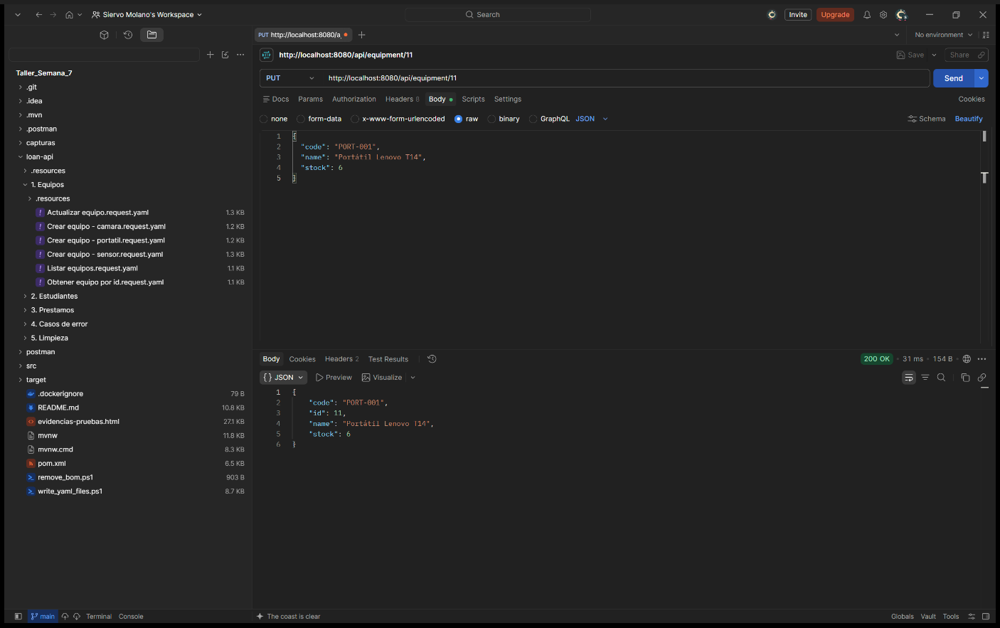 Siervo Molano's Workspace
Search
Invite
Upgrade
PUT http://localhost:8080/a
No environment
http://localhost:8080/api/equipment/11
Save
Share
Taller_Semana_7
.git
.idea
.mvn
.postman
capturas
loan-api
.resources
1. Equipos
.resources
Actualizar equipo.request.yaml 1.3 KB
Crear equipo - camara.request.yaml 1.2 KB
Crear equipo - portatil.request.yaml 1.2 KB
Crear equipo - sensor.request.yaml 1.3 KB
Listar equipos.request.yaml 1.1 KB
Obtener equipo por id.request.yaml 1.1 KB
2. Estudiantes
3. Prestamos
4. Casos de error
5. Limpieza
postman
src
target
.dockerignore 79 B
README.md 10.8 KB
evidencias-pruebas.html 27.1 KB
mvnw 11.8 KB
mvnw.cmd 8.3 KB
pom.xml 6.5 KB
remove_bom.ps1 903 B
write_yaml_files.ps1 8.7 KB
PUT http://localhost:8080/api/equipment/11 Send
Docs Params Authorization Headers 8 Body Scripts Settings Cookies
none form-data x-www-form-urlencoded raw binary GraphQL JSON Schema Beautify
1 {
2 "code": "PORT-001",
3 "name": "Portátil Lenovo T14",
4 "stock": 6
5 }
Body Cookies Headers 2 Test Results 200 OK 31 ms 154 B
{} JSON Preview Visualize
1 {
2 "code": "PORT-001",
3 "id": 11,
4 "name": "Portátil Lenovo T14",
5 "stock": 6
6 }
main Terminal Console The coast is clear Globals Vault Tools